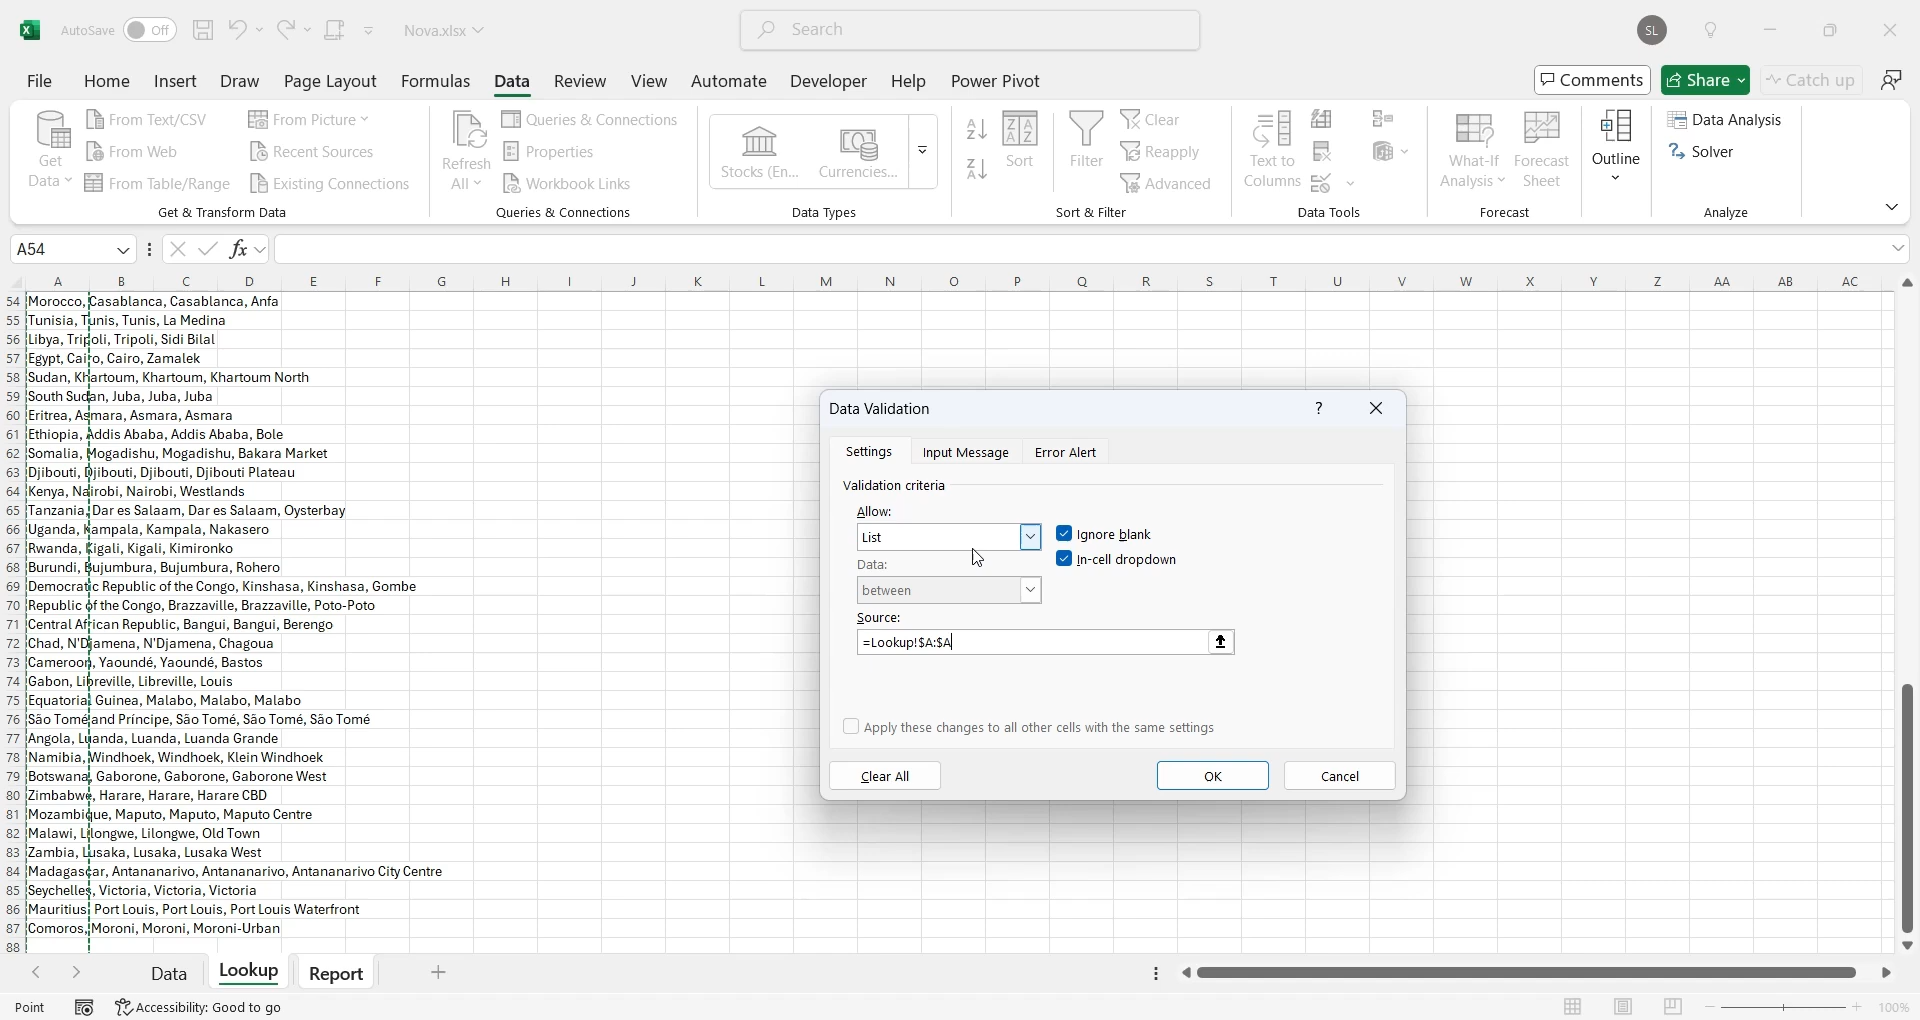 AutoSave Off Nova.xlsx Search SL
File Home Insert Draw Page Layout Formulas Data Review View Automate Developer Help Power Pivot Comments Share Catch up
Get Data
From Text/CSV
From Web
From Table/Range
From Picture
Recent Sources
Existing Connections
Get & Transform Data
Refresh All
Queries & Connections
Properties
Workbook Links
Queries & Connections
Stocks (En...
Currencies...
Data Types
Sort
Filter
Clear
Reapply
Advanced
Sort & Filter
Text to Columns
Data Tools
What-If Analysis
Forecast Sheet
Forecast
Outline
Data Analysis
Solver
Analyze
A54 fx
A B C D E F G H I J K L M N O P Q R S T U V W X Y Z AA AB AC
54 Morocco, Casablanca, Casablanca, Anfa
55 Tunisia, Tunis, Tunis, La Medina
56 Libya, Tripoli, Tripoli, Sidi Bilal
57 Egypt, Cairo, Cairo, Zamalek
58 Sudan, Khartoum, Khartoum, Khartoum North
59 South Sudan, Juba, Juba, Juba
60 Eritrea, Asmara, Asmara, Asmara
61 Ethiopia, Addis Ababa, Addis Ababa, Bole
62 Somalia, Mogadishu, Mogadishu, Bakara Market
63 Djibouti, Djibouti, Djibouti, Djibouti Plateau
64 Kenya, Nairobi, Nairobi, Westlands
65 Tanzania, Dar es Salaam, Dar es Salaam, Oysterbay
66 Uganda, Kampala, Kampala, Nakasero
67 Rwanda, Kigali, Kigali, Kimironko
68 Burundi, Bujumbura, Bujumbura, Rohero
69 Democratic Republic of the Congo, Kinshasa, Kinshasa, Gombe
70 Republic of the Congo, Brazzaville, Brazzaville, Poto-Poto
71 Central African Republic, Bangui, Bangui, Berengo
72 Chad, N'Djamena, N'Djamena, Chagoua
73 Cameroon, Yaoundé, Yaoundé, Bastos
74 Gabon, Libreville, Libreville, Louis
75 Equatorial Guinea, Malabo, Malabo, Malabo
76 São Tomé and Príncipe, São Tomé, São Tomé, São Tomé
77 Angola, Luanda, Luanda, Luanda Grande
78 Namibia, Windhoek, Windhoek, Klein Windhoek
79 Botswana, Gaborone, Gaborone, Gaborone West
80 Zimbabwe, Harare, Harare, Harare CBD
81 Mozambique, Maputo, Maputo, Maputo Centre
82 Malawi, Lilongwe, Lilongwe, Old Town
83 Zambia, Lusaka, Lusaka, Lusaka West
84 Madagascar, Antananarivo, Antananarivo, Antananarivo City Centre
85 Seychelles, Victoria, Victoria, Victoria
86 Mauritius, Port Louis, Port Louis, Port Louis Waterfront
87 Comoros, Moroni, Moroni, Moroni-Urban
88
Data Validation ?
Settings Input Message Error Alert
Validation criteria
Allow:
List Ignore blank
Data: In-cell dropdown
between
Source:
=Lookup!$A:$A
Apply these changes to all other cells with the same settings
Clear All OK Cancel
Data Lookup Report
Point Accessibility: Good to go 100%